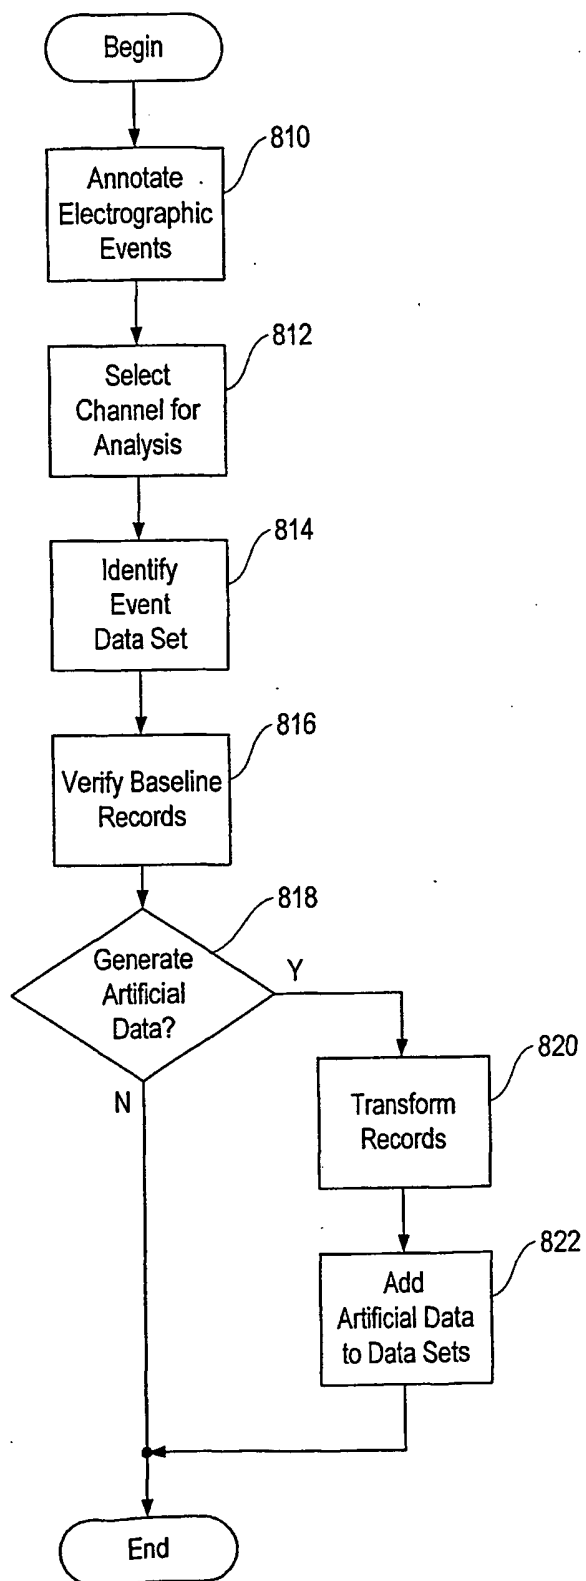 Begin
810
Annotate
Electrographic
Events
812
Select
Channel for
Analysis
814
Identify
Event
Data Set
816
Verify Baseline
Records
818
Generate
Artificial
Data?
Y
N
820
Transform
Records
822
Add
Artificial Data
to Data Sets
End